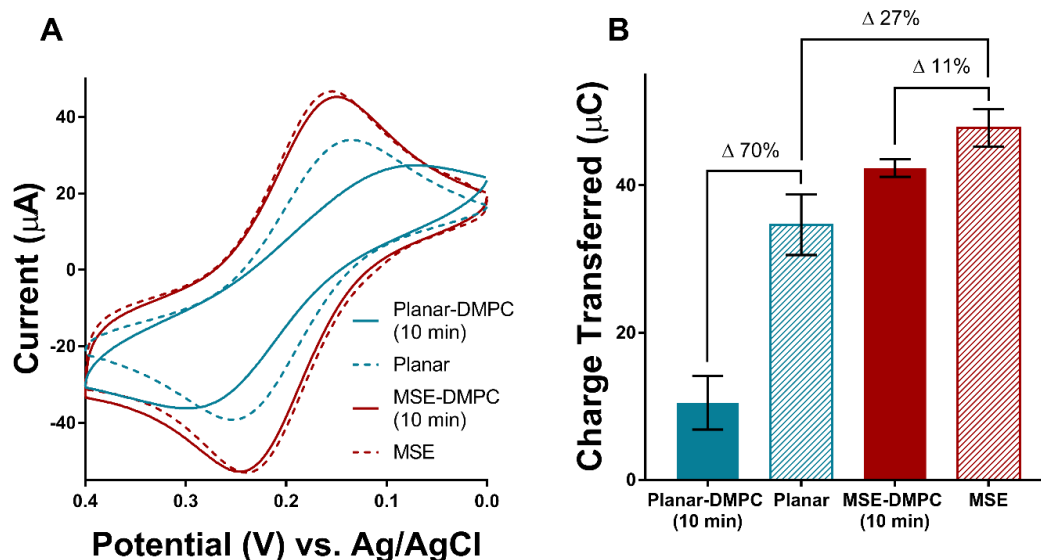 A
Current (μA)
40
20
0
-20
-40
Planar-DMPC
(10 min)
Planar
MSE-DMPC
(10 min)
MSE
0.4
0.3
0.2
0.1
0.0
Potential (V) vs. Ag/AgCl
B
Charge Transferred (μC)
40
20
0
Δ 27%
Δ 11%
Δ 70%
Planar-DMPC
(10 min)
Planar
MSE-DMPC
(10 min)
MSE